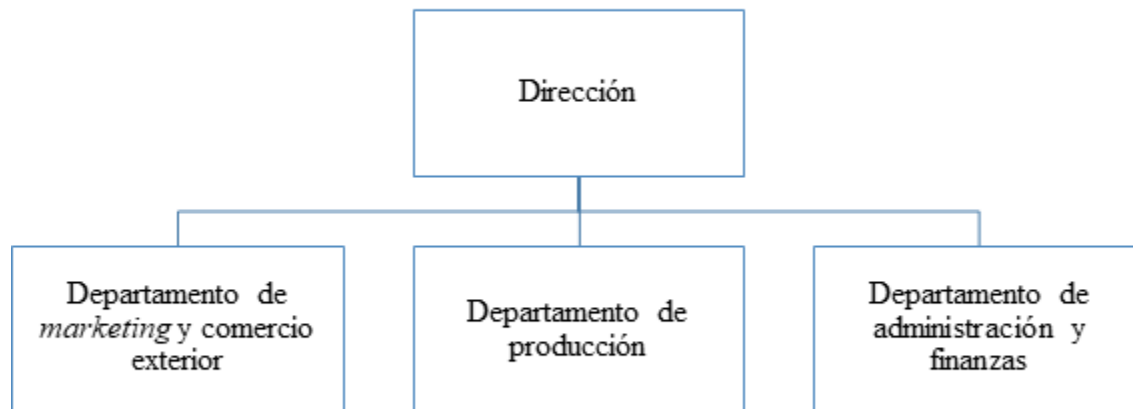 Dirección
Departamento de
marketing y comercio
exterior
Departamento de
producción
Departamento de
administración y
finanzas